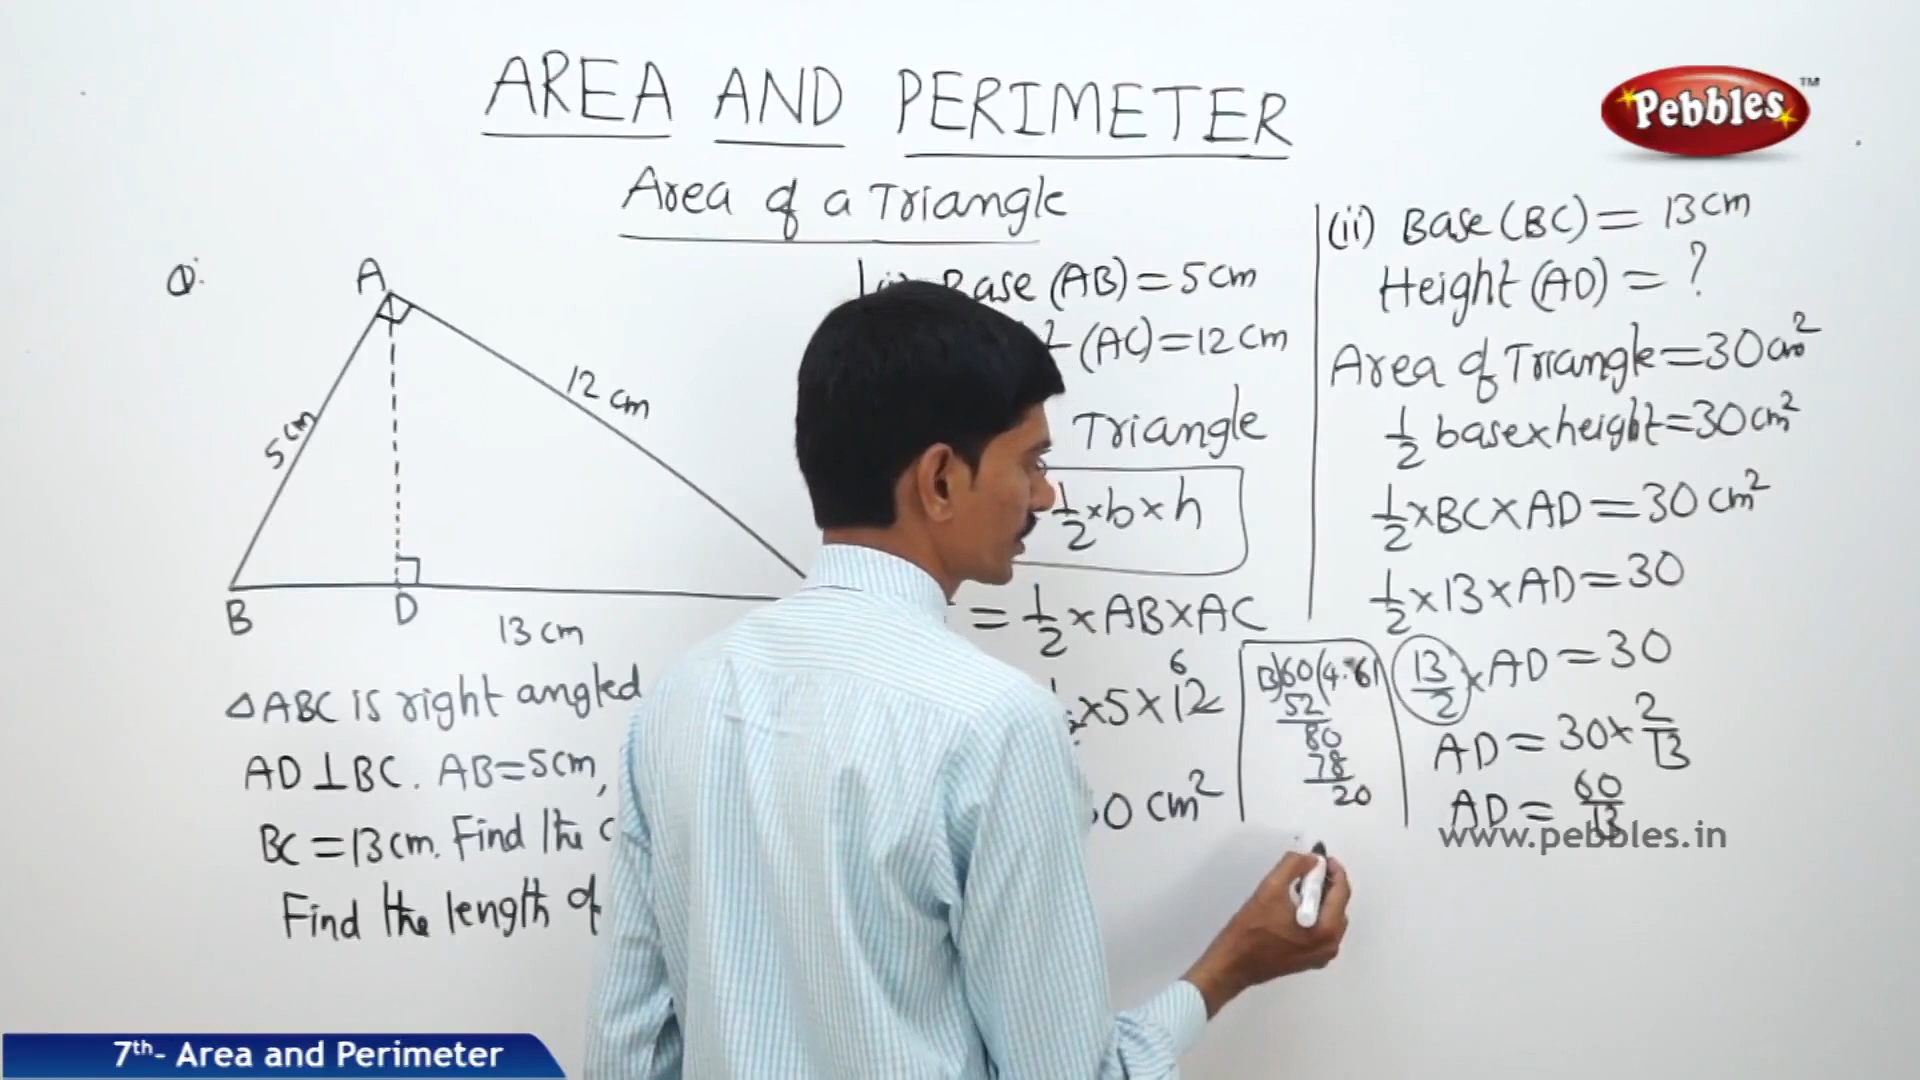 AREA AND PERIMETER
Pebbles™
Area of a Triangle
Q.
A
5cm
12 cm
B
D
13 cm
△ABC is right angled
AD⊥BC. AB=5cm,
BC=13cm. Find the
Find the length of
Base (AB)=5cm
(AC)=12cm
Triangle
½×b×h
=½×AB×AC
×5×12
6
0 cm²
13)60(4.61
52
80
78
20
(ii) Base(BC)= 13cm
Height(AD)=?
Area of Triangle=30cm²
½ base×height=30cm²
½×BC×AD=30cm²
½×13×AD=30
13/2×AD=30
AD=30×2/13
AD=60/13
www.pebbles.in
7th- Area and Perimeter